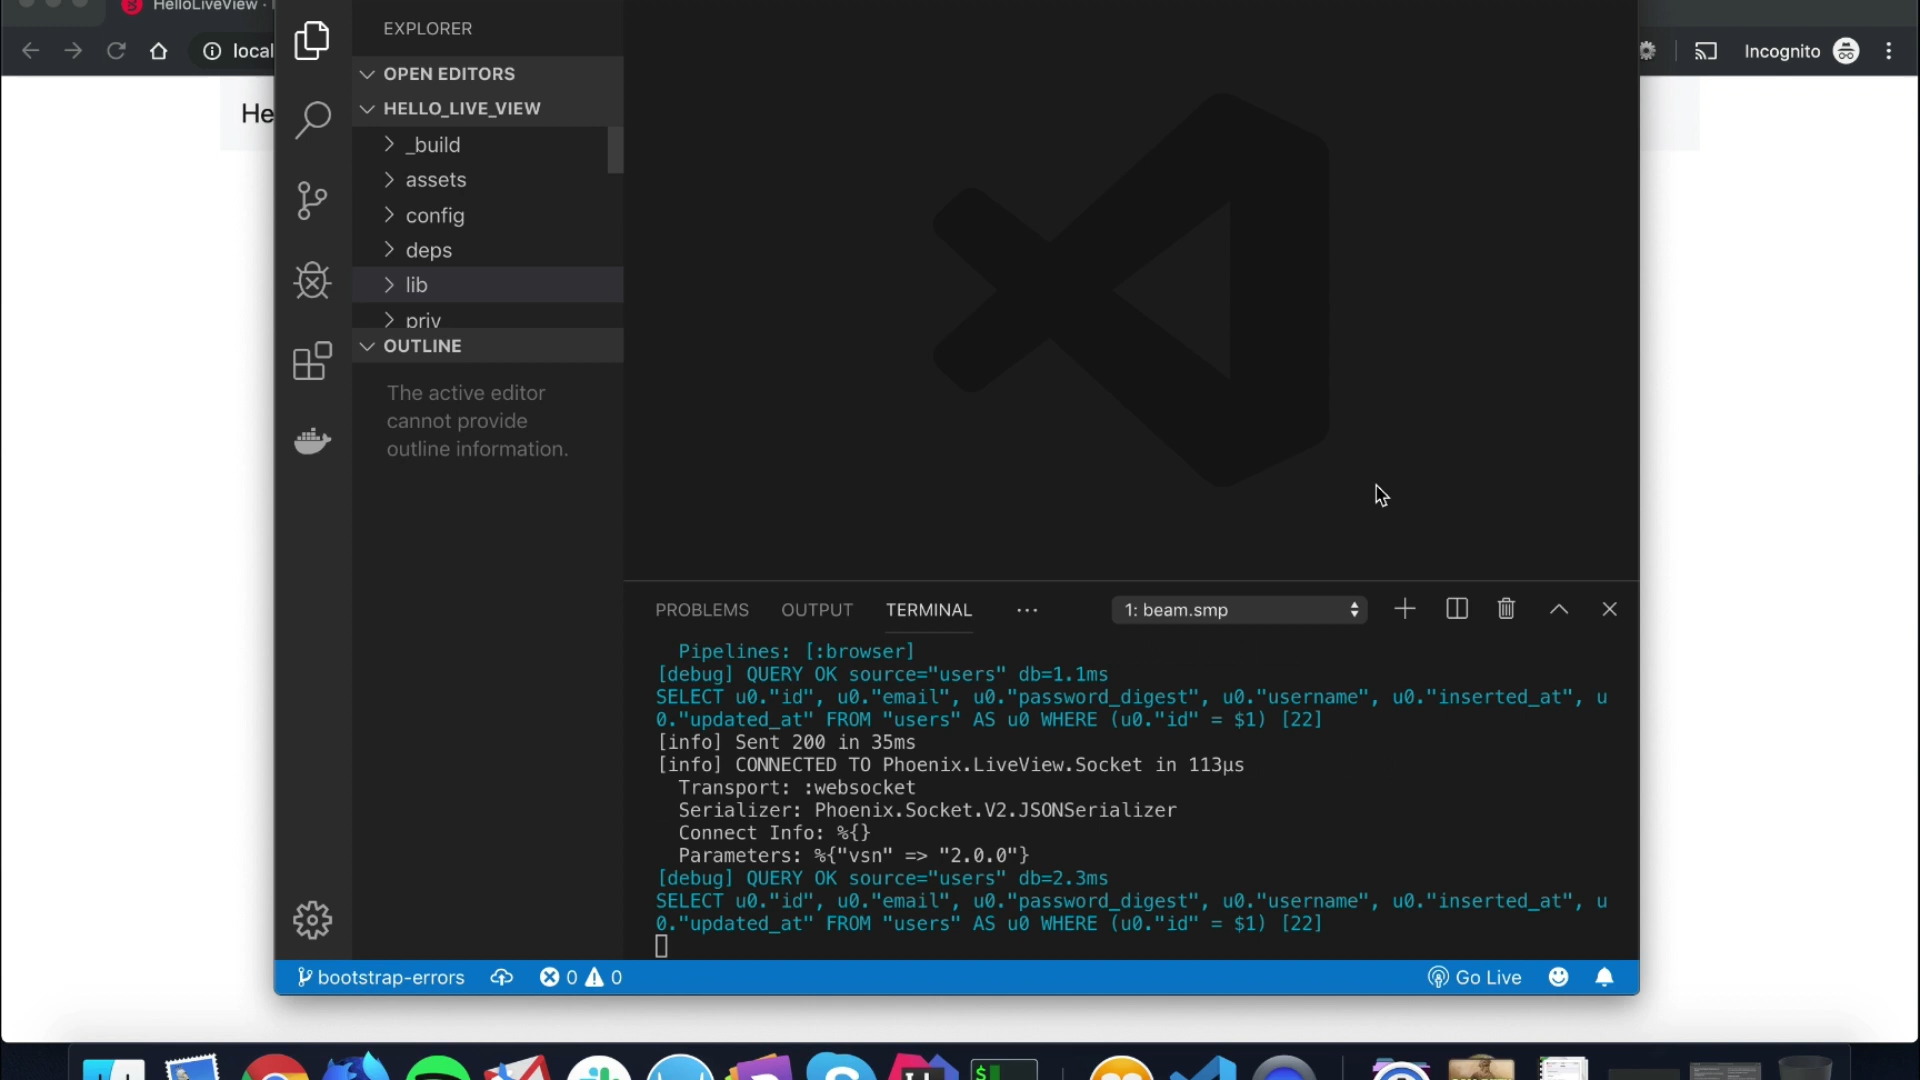 HelloLiveView ·
local
Incognito
He
EXPLORER
OPEN EDITORS
HELLO_LIVE_VIEW
_build
assets
config
deps
lib
priv
OUTLINE
The active editor
cannot provide
outline information.
PROBLEMS OUTPUT TERMINAL ··· 1: beam.smp
Pipelines: [:browser]
[debug] QUERY OK source="users" db=1.1ms
SELECT u0."id", u0."email", u0."password_digest", u0."username", u0."inserted_at", u
0."updated_at" FROM "users" AS u0 WHERE (u0."id" = $1) [22]
[info] Sent 200 in 35ms
[info] CONNECTED TO Phoenix.LiveView.Socket in 113µs
Transport: :websocket
Serializer: Phoenix.Socket.V2.JSONSerializer
Connect Info: %{}
Parameters: %{"vsn" => "2.0.0"}
[debug] QUERY OK source="users" db=2.3ms
SELECT u0."id", u0."email", u0."password_digest", u0."username", u0."inserted_at", u
0."updated_at" FROM "users" AS u0 WHERE (u0."id" = $1) [22]
bootstrap-errors 0 0 Go Live